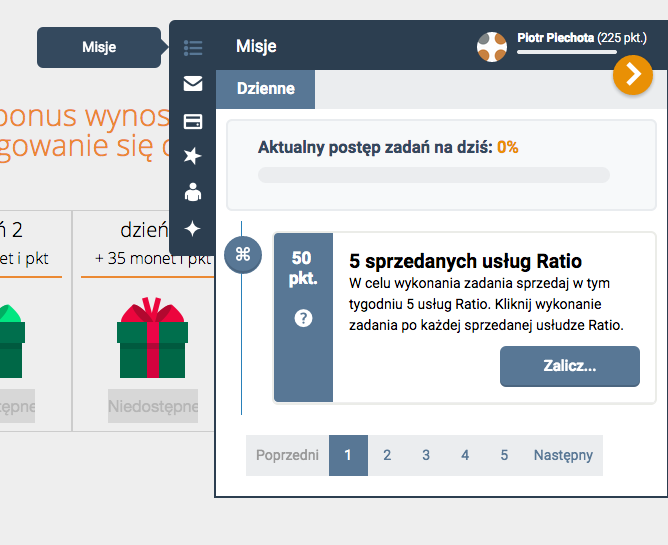 Misje
Misje
Piotr Piechota (225 pkt.)
Dzienne
bonus wynos
gowanie się
Aktualny postęp zadań na dziś: 0%
2
dzień
et i pkt
+ 35 monet i pkt
50
pkt.
?
5 sprzedanych usług Ratio
W celu wykonania zadania sprzedaj w tym
tygodniu 5 usług Ratio. Kliknij wykonanie
zadania po każdej sprzedanej usłudze Ratio.
Zalicz...
tępne
Niedostępne
Poprzedni 1 2 3 4 5 Następny